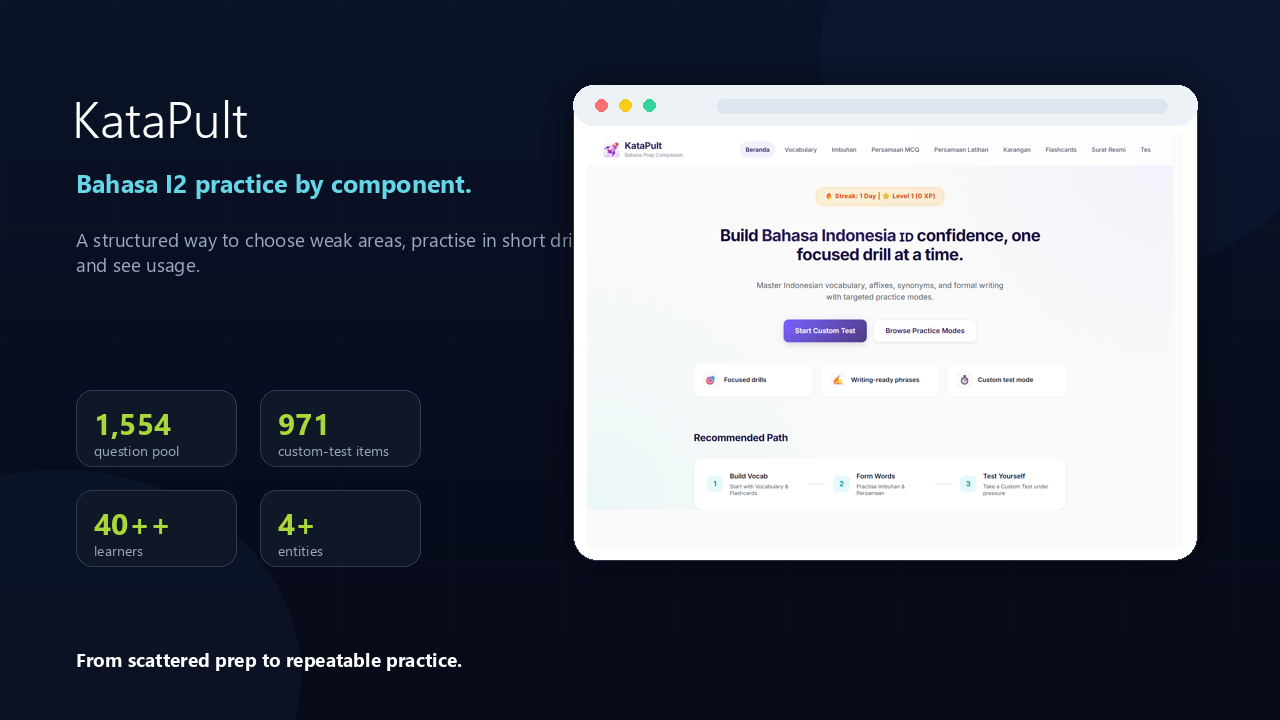 KataPult
Bahasa I2 practice by component.
A structured way to choose weak areas, practise in short dri
and see usage.
1,554
question pool
971
custom-test items
40++
learners
4+
entities
From scattered prep to repeatable practice.
KataPult
Bahasa Prep Companion
Beranda Vocabulary Imbuhan Persamaan MCQ Persamaan Latihan Karangan Flashcards Surat Resmi Tes
🔥 Streak: 1 Day | ⭐ Level 1 (0 XP)
Build Bahasa Indonesia ID confidence, one
focused drill at a time.
Master Indonesian vocabulary, affixes, synonyms, and formal writing
with targeted practice modes.
Start Custom Test Browse Practice Modes
Focused drills Writing-ready phrases Custom test mode
Recommended Path
1
Build Vocab
Start with Vocabulary &
Flashcards
2
Form Words
Practise Imbuhan &
Persamaan
3
Test Yourself
Take a Custom Test under
pressure